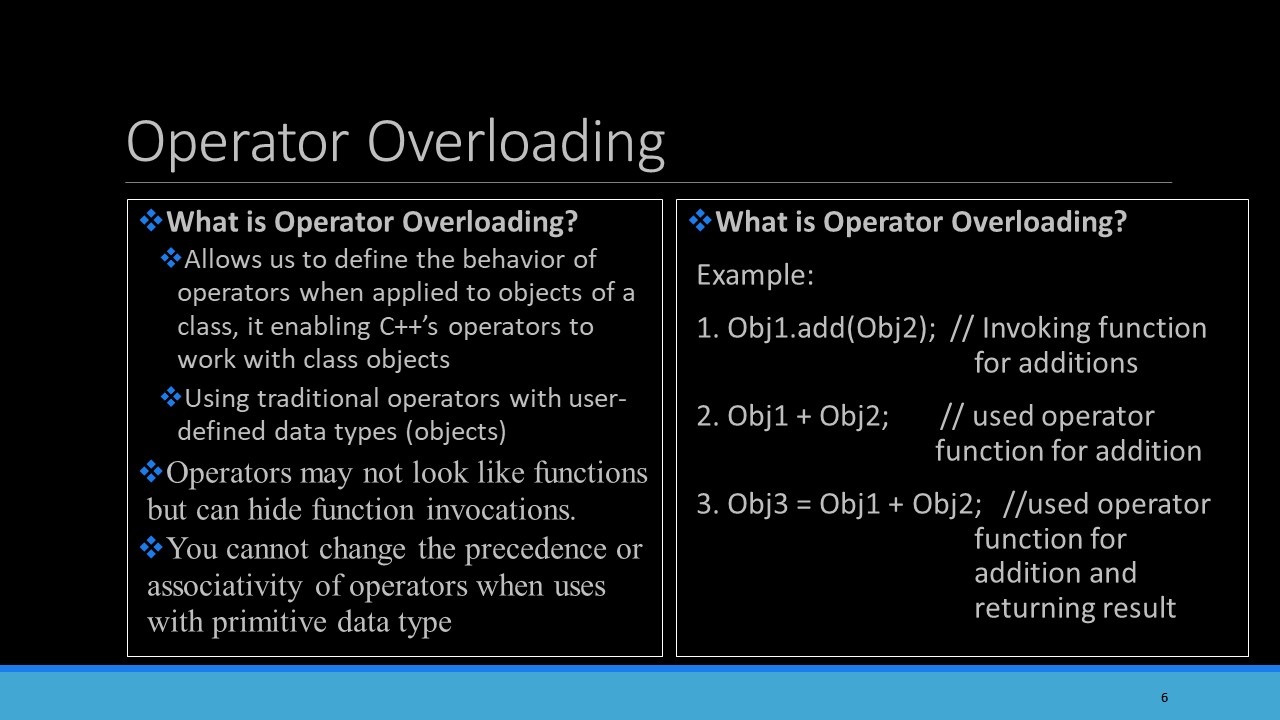 Operator Overloading
What is Operator Overloading?
Allows us to define the behavior of
operators when applied to objects of a
class, it enabling C++’s operators to
work with class objects
Using traditional operators with user-
defined data types (objects)
Operators may not look like functions
but can hide function invocations.
You cannot change the precedence or
associativity of operators when uses
with primitive data type
What is Operator Overloading?
Example:
1. Obj1.add(Obj2); // Invoking function
for additions
2. Obj1 + Obj2; // used operator
function for addition
3. Obj3 = Obj1 + Obj2; //used operator
function for
addition and
returning result
6